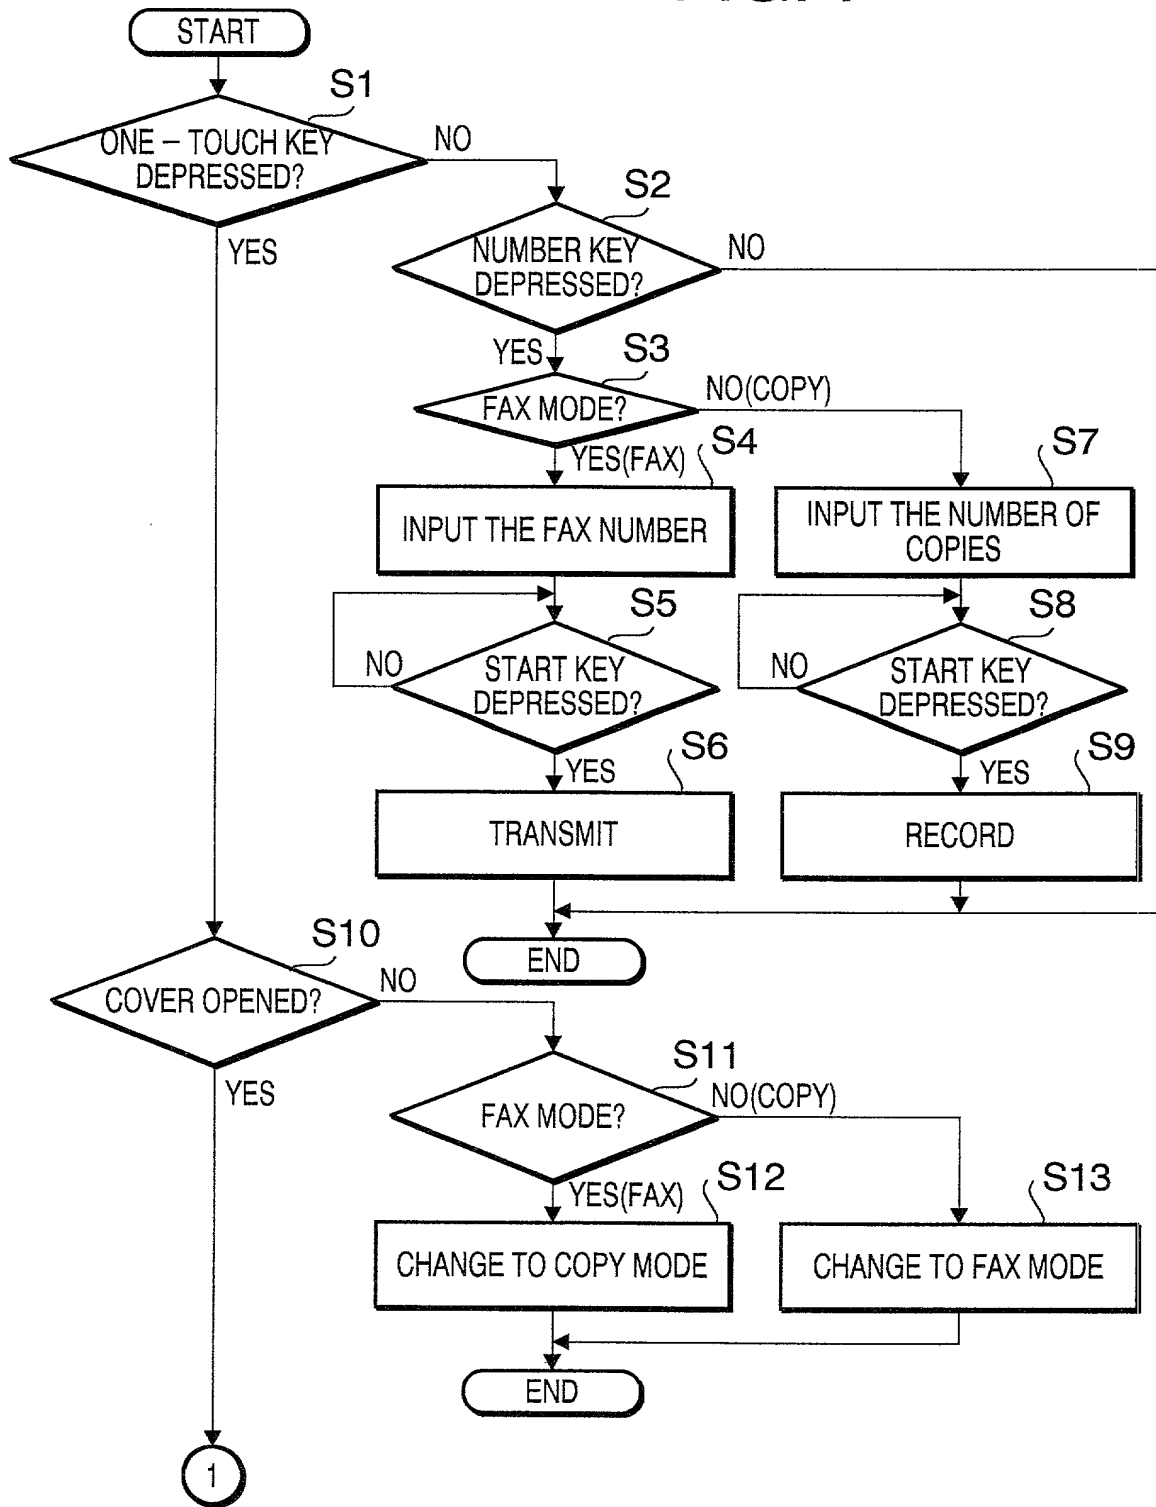 START
S1
ONE – TOUCH KEY
DEPRESSED?
NO
YES
S2
NUMBER KEY
DEPRESSED?
NO
YES
S3
FAX MODE?
NO(COPY)
YES(FAX)
S4
INPUT THE FAX NUMBER
S7
INPUT THE NUMBER OF
COPIES
S5
START KEY
DEPRESSED?
NO
YES
S8
START KEY
DEPRESSED?
NO
YES
S6
TRANSMIT
S9
RECORD
END
S10
COVER OPENED?
NO
YES
S11
FAX MODE?
NO(COPY)
YES(FAX)
S12
CHANGE TO COPY MODE
S13
CHANGE TO FAX MODE
END
1